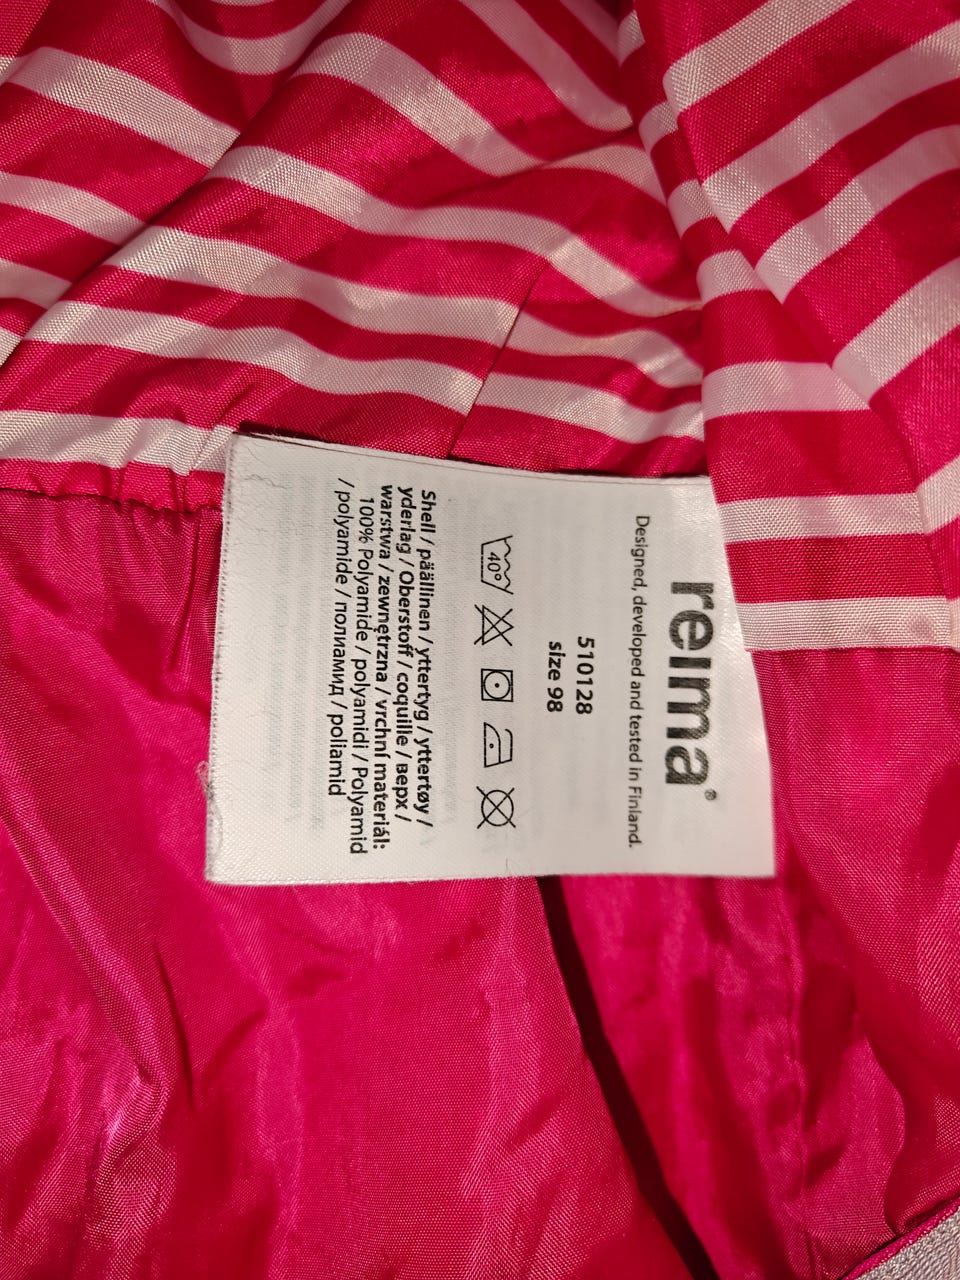 reima®
Designed, developed and tested in Finland.
510128
size 98
40°
Shell / päällinen / yttertyg / yttertøy /
yderlag / Oberstoff / coquille / верх /
warstwa / zewnętrzna / vrchní materiál:
100% Polyamide / polyamidi / Polyamid
/ polyamide / полиамид / poliamid